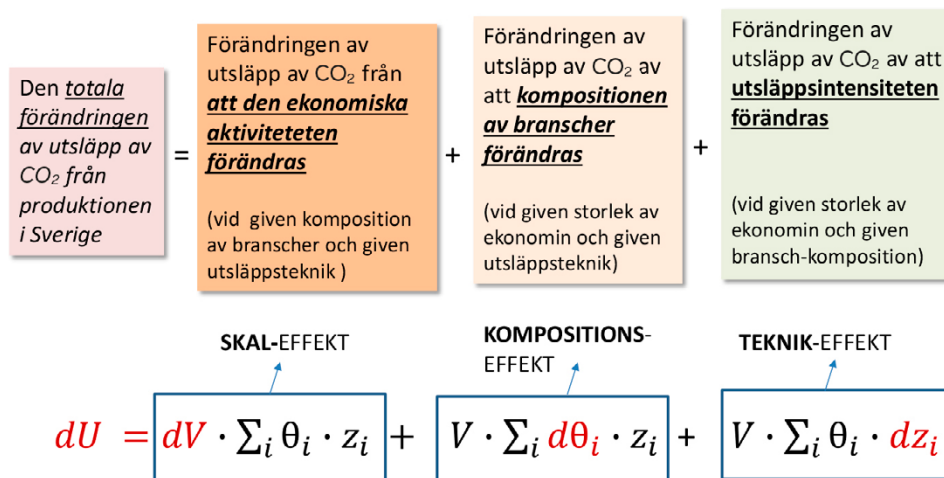 Den totala
förändringen
av utsläpp av
CO₂ från
produktionen
i Sverige
=
Förändringen av
utsläpp av CO₂ från
att den ekonomiska
aktiviteteten
förändras
(vid given komposition
av branscher och given
utsläppsteknik )
+
Förändringen av
utsläpp av CO₂ av
att kompositionen
av branscher
förändras
(vid given storlek av
ekonomin och given
utsläppsteknik)
+
Förändringen av
utsläpp av CO₂ av att
utsläppsintensiteten
förändras
(vid given storlek av
ekonomin och given
bransch-komposition)
SKAL-EFFEKT
KOMPOSITIONS-
EFFEKT
TEKNIK-EFFEKT
dU = dV · ∑ᵢ θᵢ · zᵢ + V · ∑ᵢ dθᵢ · zᵢ + V · ∑ᵢ θᵢ · dzᵢ